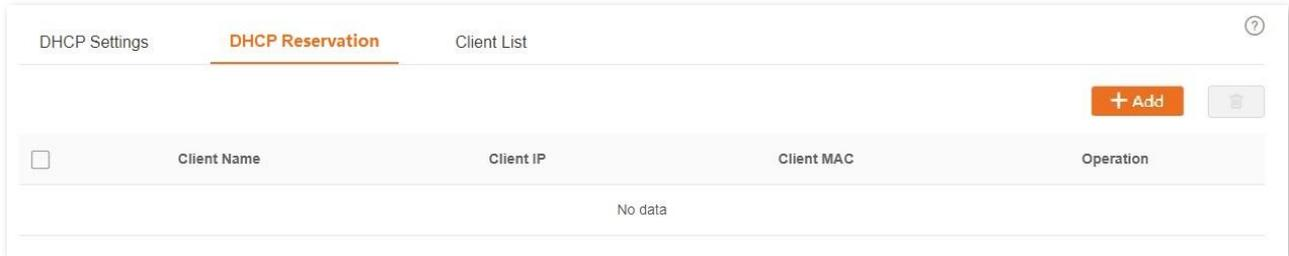 DHCP Settings DHCP Reservation Client List ?
+ Add
Client Name Client IP Client MAC Operation
No data